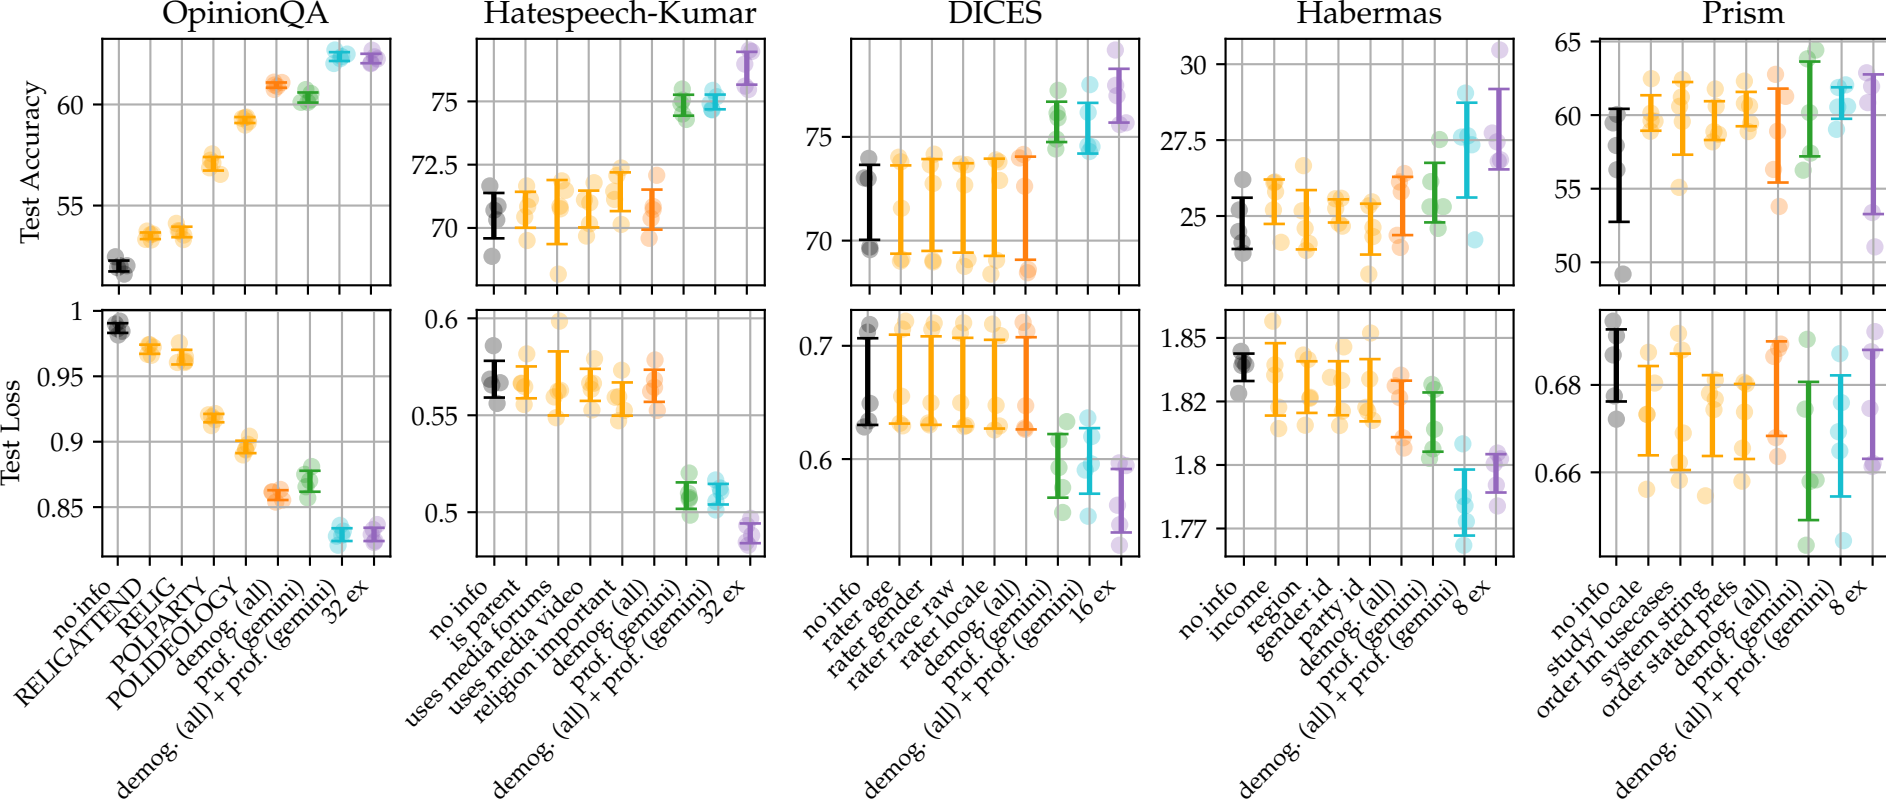 OpinionQA
Hatespeech-Kumar
DICES
Habermas
Prism
Test Accuracy
60
55
75
72.5
70
75
70
30
27.5
25
65
60
55
50
Test Loss
1
0.95
0.9
0.85
0.6
0.55
0.5
0.7
0.6
1.85
1.82
1.8
1.77
0.68
0.66
no info
RELIGATTEND
RELIG
POLPARTY
POLIDEOLOGY
demog. (all)
prof. (gemini)
demog. (all) + prof. (gemini)
32 ex
no info
is parent
uses media forums
uses media video
religion important
demog. (all)
prof. (gemini)
demog. (all) + prof. (gemini)
32 ex
no info
rater age
rater gender
rater race raw
rater locale
demog. (all)
prof. (gemini)
demog. (all) + prof. (gemini)
16 ex
no info
income
region
gender id
party id
demog. (all)
prof. (gemini)
demog. (all) + prof. (gemini)
8 ex
no info
study locale
order lm usecases
system string
order stated prefs
demog. (all)
prof. (gemini)
demog. (all) + prof. (gemini)
8 ex